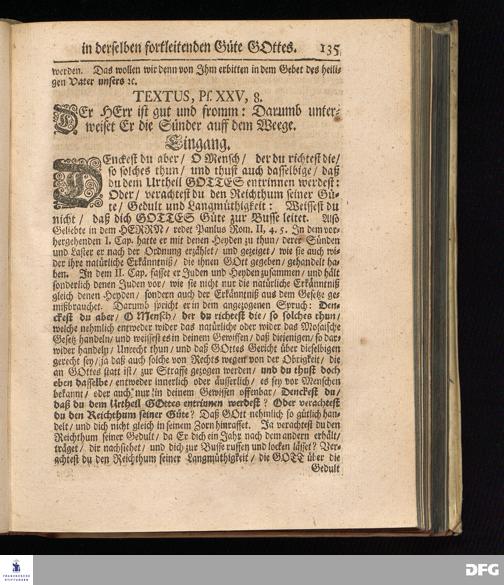 in derselben fortleitenden Güte GOttes. 135
werden. Das wollen wir denn von Ihm erbitten in dem Gebet des heili-
gen Vater unsers ꝛc.
TEXTUS, Ps. XXV, 8.
DEr HErr ist gut und fromm: Darumb unter-
weiset Er die Sünder auff dem Weege.
Eingang.
DEnckest du aber / O Mensch / der du richtest die /
so solches thun / und thust auch dasselbige / daß
du dem Urtheil GOTTES entrinnen werdest:
Oder / verachtest du den Reichthum seiner Gü-
te / Gedult und Langmüthigkeit: Weissest du
nicht / daß dich GOTTES Güte zur Busse leitet. Also
Geliebte in dem HERRN / redet Paulus Rom. II, 4. 5. In dem vor-
hergehenden I. Cap. hatte er mit denen Heyden zu thun / derer Sünden
und Laster er nach der Ordnung erzählet / und gezeiget / wie sie auch wi-
der ihre natürliche Erkänntniß / die ihnen GOtt gegeben / gehandelt ha-
ben. In dem II. Cap. fasset er Juden und Heyden zusammen / und hält
sonderlich denen Juden vor / wie sie nicht nur die natürliche Erkänntniß
gleich denen Heyden / sondern auch der Erkänntniß aus dem Gesetze ge-
mißbrauchet. Darumb spricht er in dem angezogenen Spruch: Den-
ckest du aber / O Mensch / der du richtest die / so solches thun /
welche nehmlich entweder wider das natürliche oder wider das Mosaische
Gesetz handeln / und weissest es in deinem Gewissen / daß diejenigen / so dar-
wider handeln / Unrecht thun / und daß GOttes Gericht über dieselbigen
gerecht sey / ja daß auch solche von Rechts wegen von der Obrigkeit / die
an GOttes statt ist / zur Straffe gezogen werden / und du thust doch
eben dasselbe / entweder innerlich oder äusserlich / es sey vor Menschen
bekannt / oder auch nur in deinem Gewissen offenbar / Denckest du /
daß du dem Urtheil GOttes entrinnen werdest? Oder verachtest
du den Reichthum seiner Güte? Daß GOtt nehmlich so gütlich han-
delt / und dich nicht gleich in seinem Zorn hinraffet. Ja verachtest du den
Reichthum seiner Gedult / da Er dich ein Jahr nach dem andern erhält /
träget / dir nachsiehet / und dich zur Busse ruffen und locken lässet? Ver-
achtest du den Reichthum seiner Langmüthigkeit / die GOTT über die
Gedult
FRANCKESCHE
STIFTUNGEN
DFG